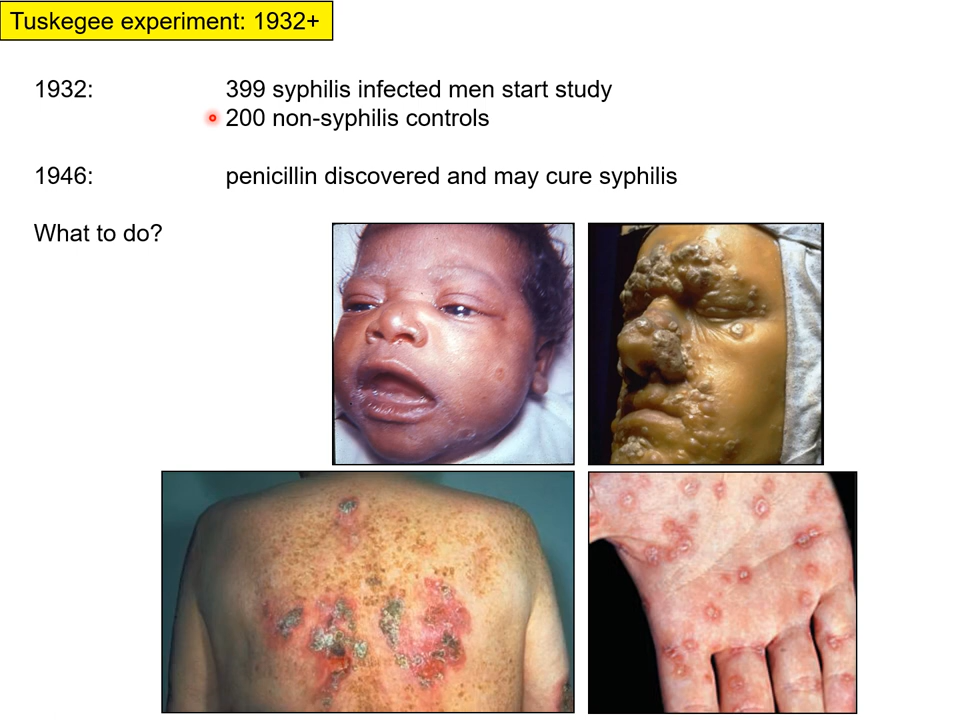 Tuskegee experiment: 1932+
1932: 399 syphilis infected men start study
200 non-syphilis controls
1946: penicillin discovered and may cure syphilis
What to do?